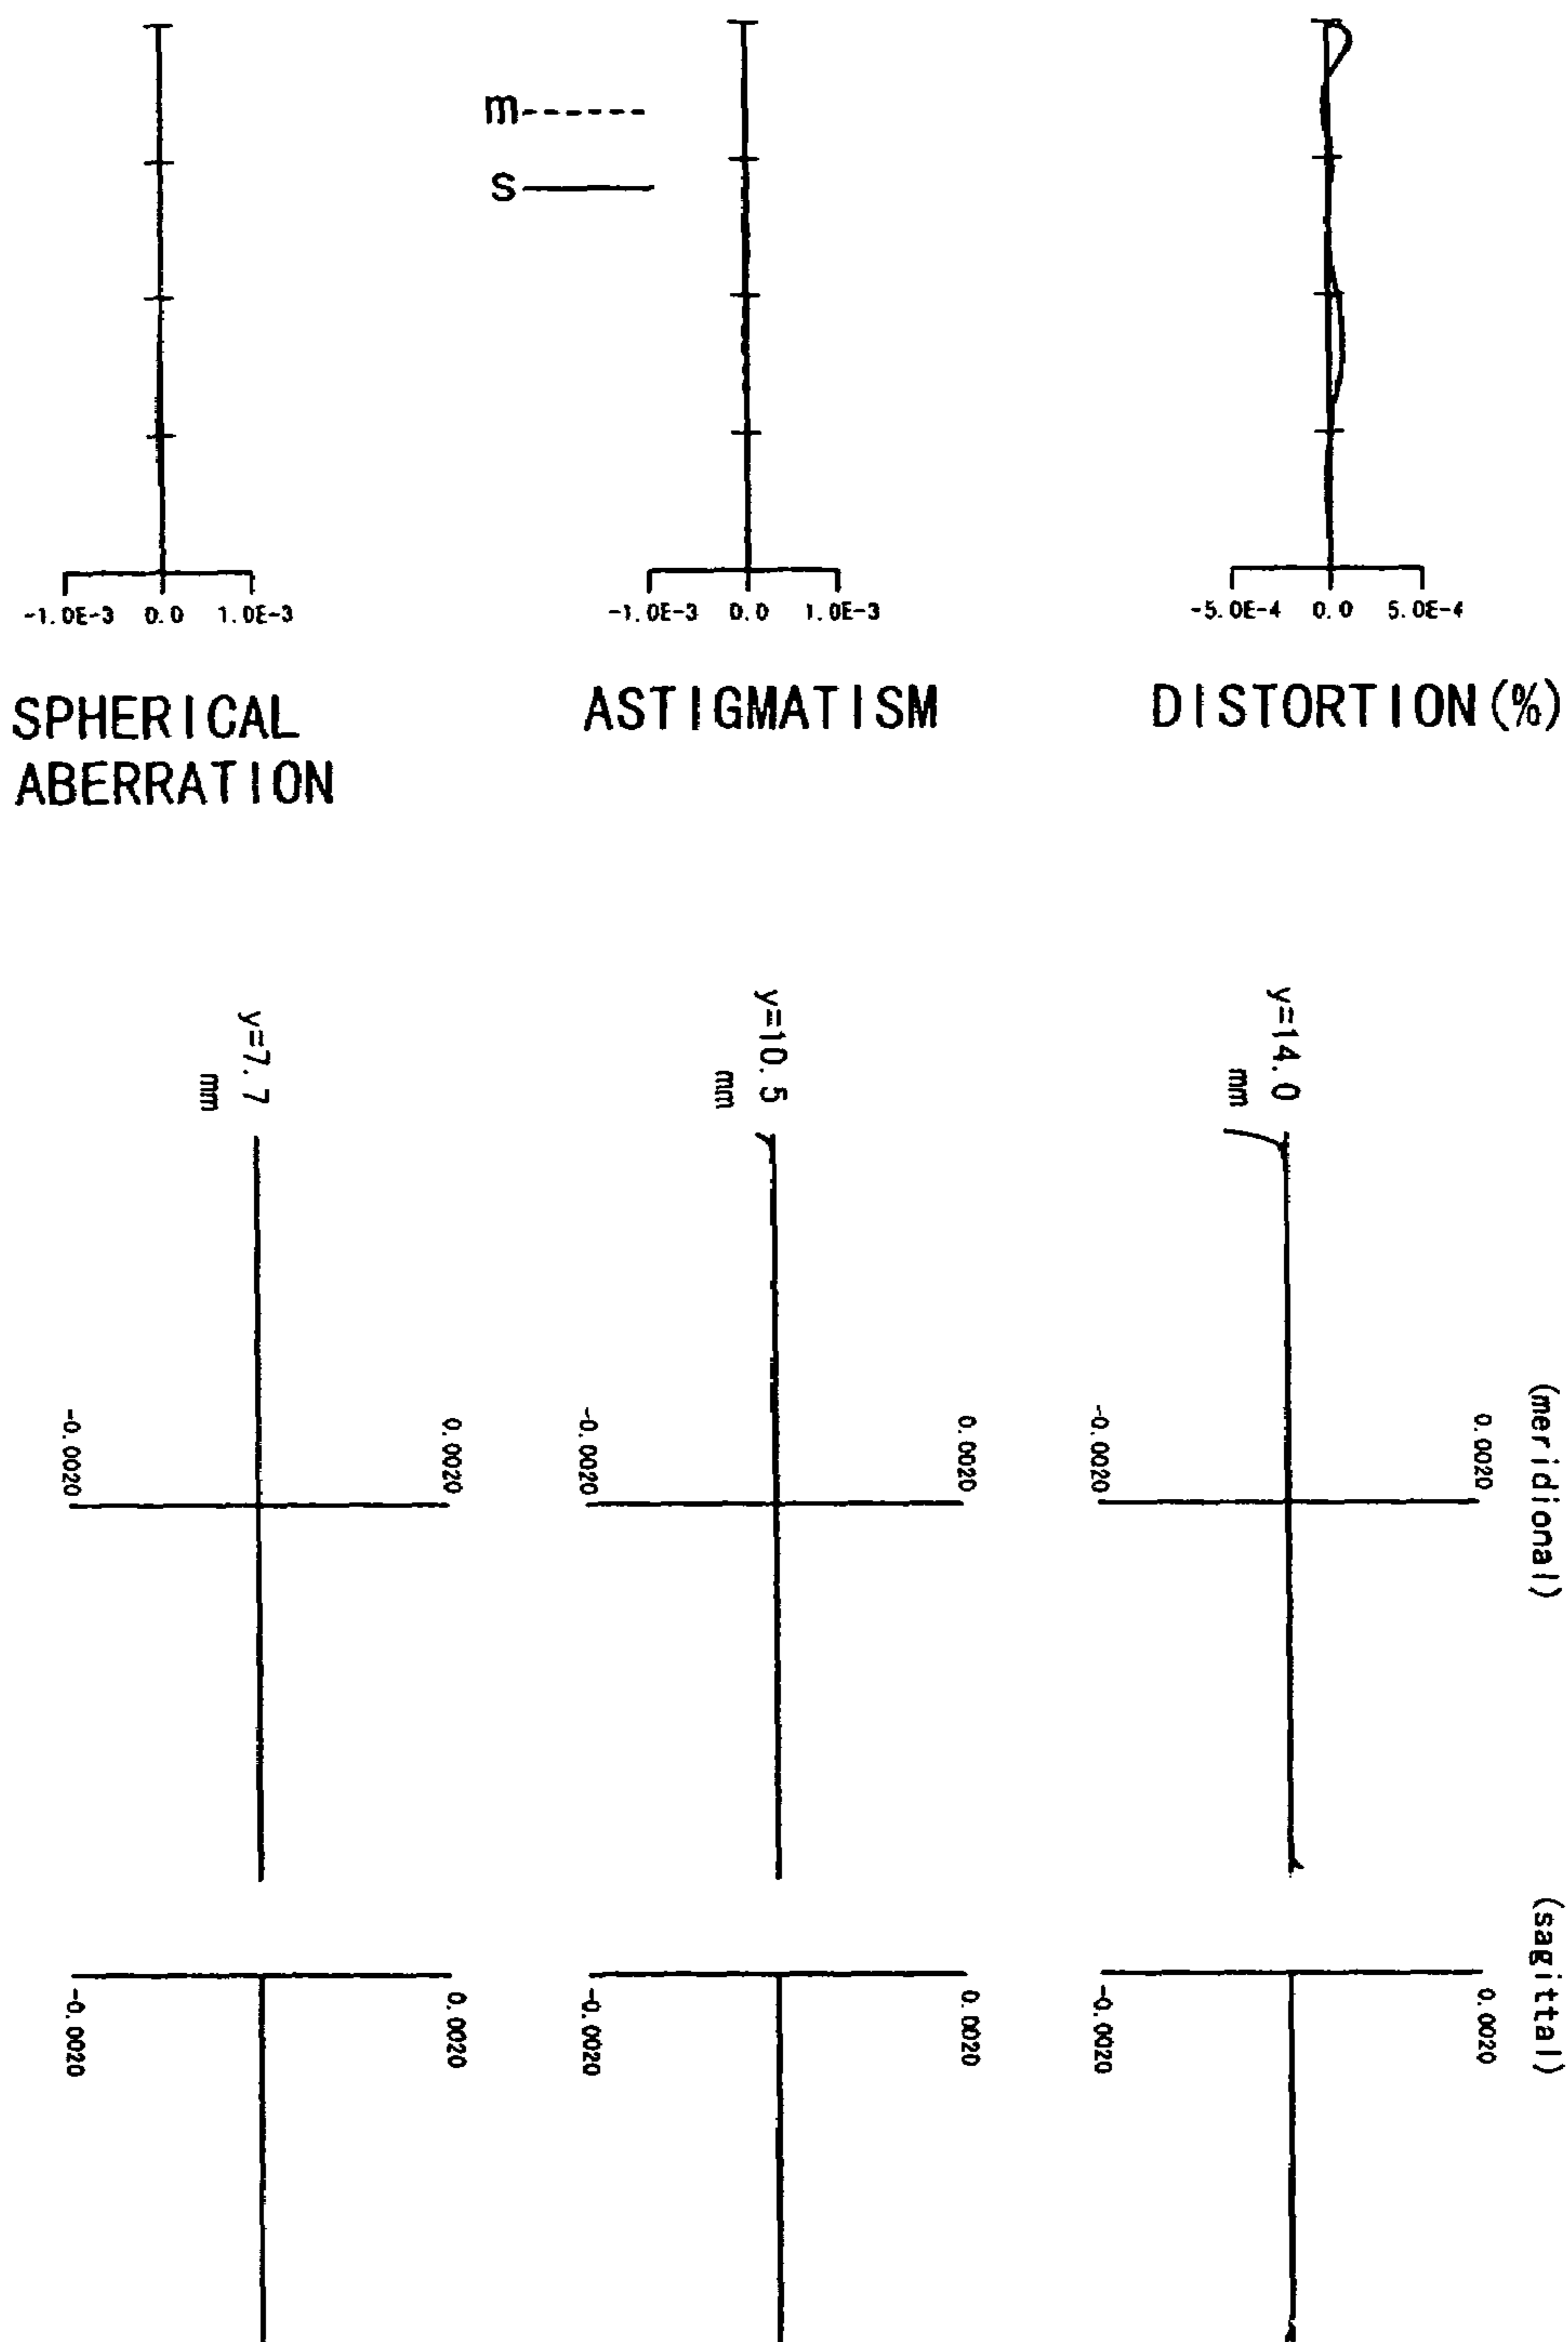 m
s
-1.0E-3 0.0 1.0E-3
-1.0E-3 0.0 1.0E-3
-5.0E-4 0.0 5.0E-4
SPHERICAL
ABERRATION
ASTIGMATISM
DISTORTION(%)
y=7.7
mm
y=10.5
mm
y=14.0
mm
-0.0020
0.0020
-0.0020
0.0020
-0.0020
0.0020
(meridional)
-0.0020
0.0020
-0.0020
0.0020
-0.0020
0.0020
(sagittal)